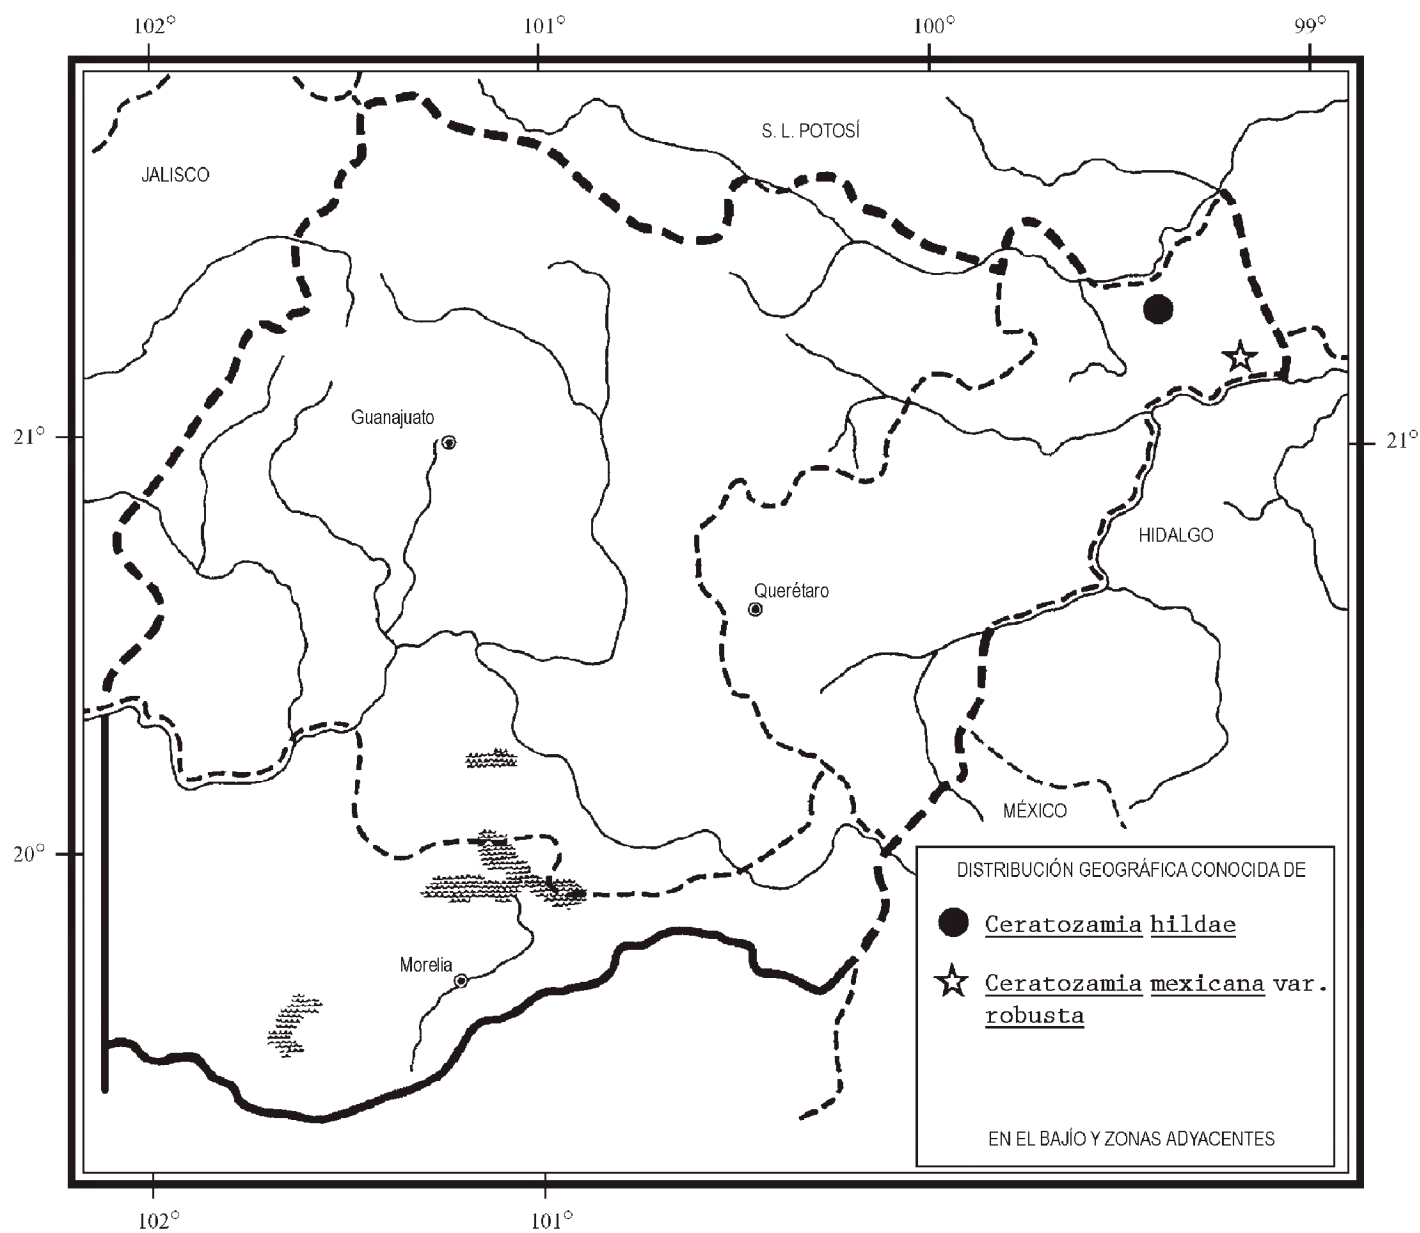 102° 101° 100° 99°
S. L. POTOSÍ
JALISCO
Guanajuato
21° 21°
HIDALGO
Querétaro
MÉXICO
20°
DISTRIBUCIÓN GEOGRÁFICA CONOCIDA DE
Ceratozamia hildae
Morelia
Ceratozamia mexicana var.
robusta
EN EL BAJÍO Y ZONAS ADYACENTES
102° 101°